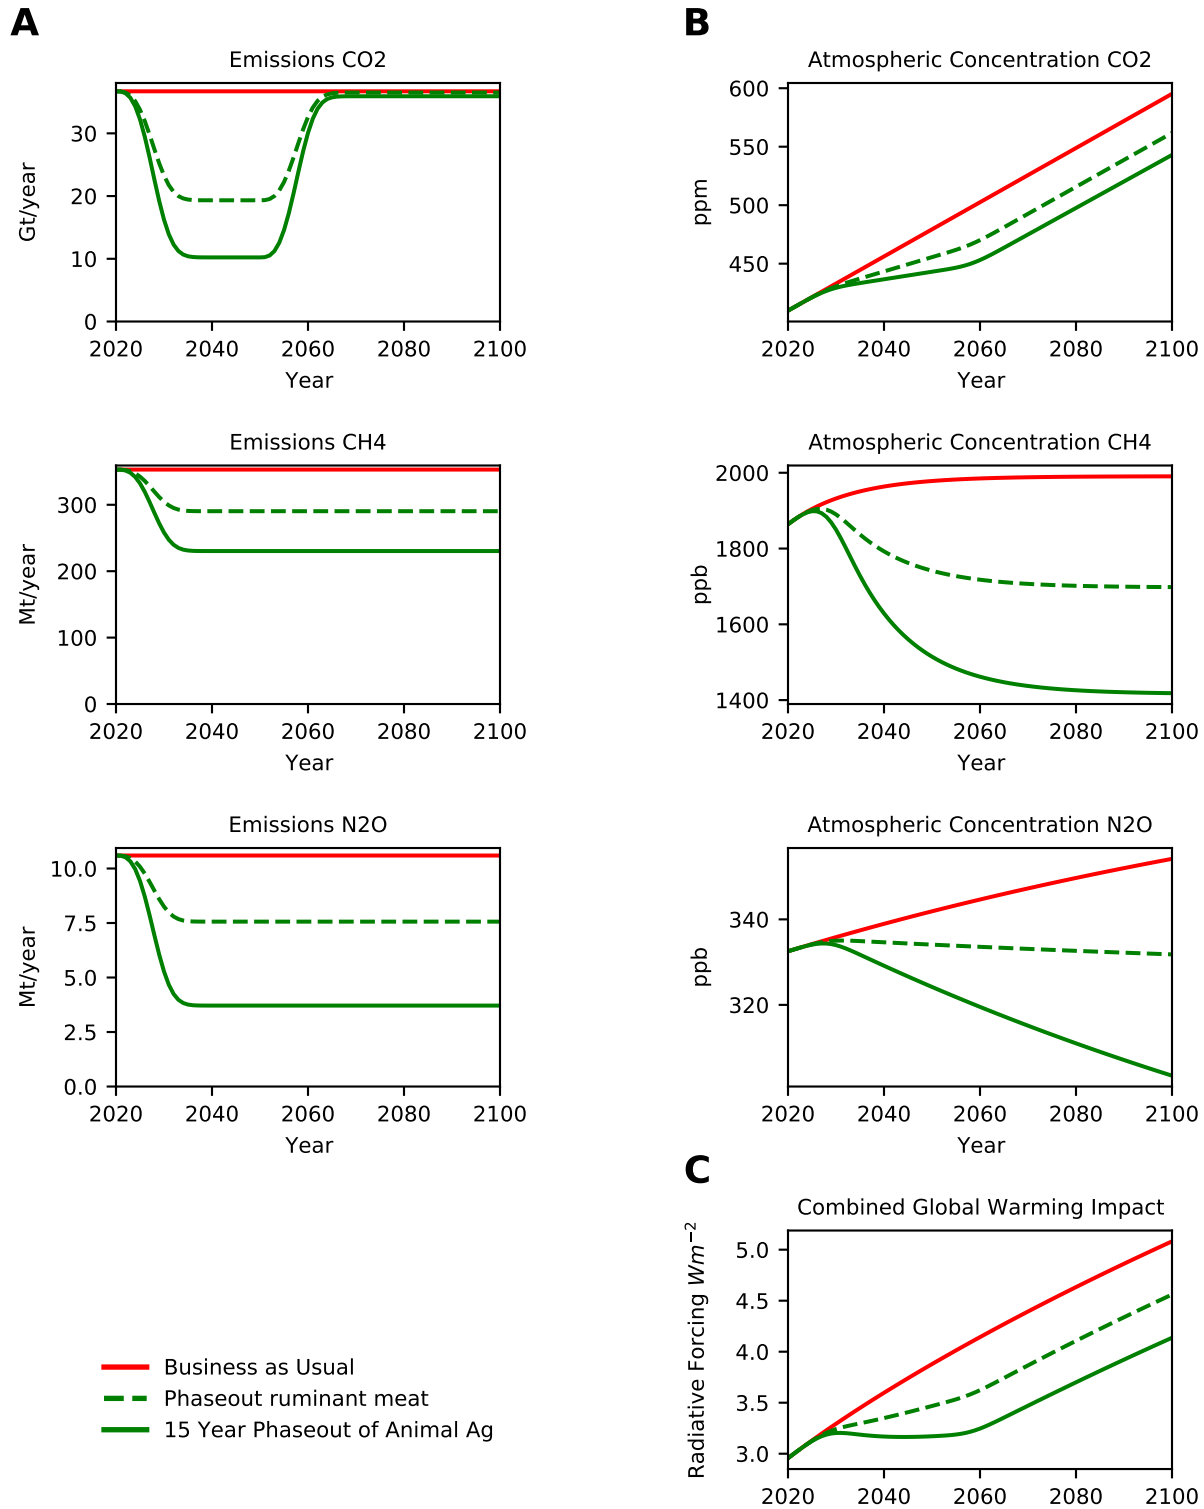 A
Emissions CO2
Gt/year
30
20
10
0
2020 2040 2060 2080 2100
Year
Emissions CH4
Mt/year
300
200
100
0
2020 2040 2060 2080 2100
Year
Emissions N2O
Mt/year
10.0
7.5
5.0
2.5
0.0
2020 2040 2060 2080 2100
Year
Business as Usual
Phaseout ruminant meat
15 Year Phaseout of Animal Ag
B
Atmospheric Concentration CO2
ppm
600
550
500
450
2020 2040 2060 2080 2100
Year
Atmospheric Concentration CH4
ppb
2000
1800
1600
1400
2020 2040 2060 2080 2100
Year
Atmospheric Concentration N2O
ppb
340
320
2020 2040 2060 2080 2100
Year
C
Combined Global Warming Impact
Radiative Forcing Wm⁻²
5.0
4.5
4.0
3.5
3.0
2020 2040 2060 2080 2100